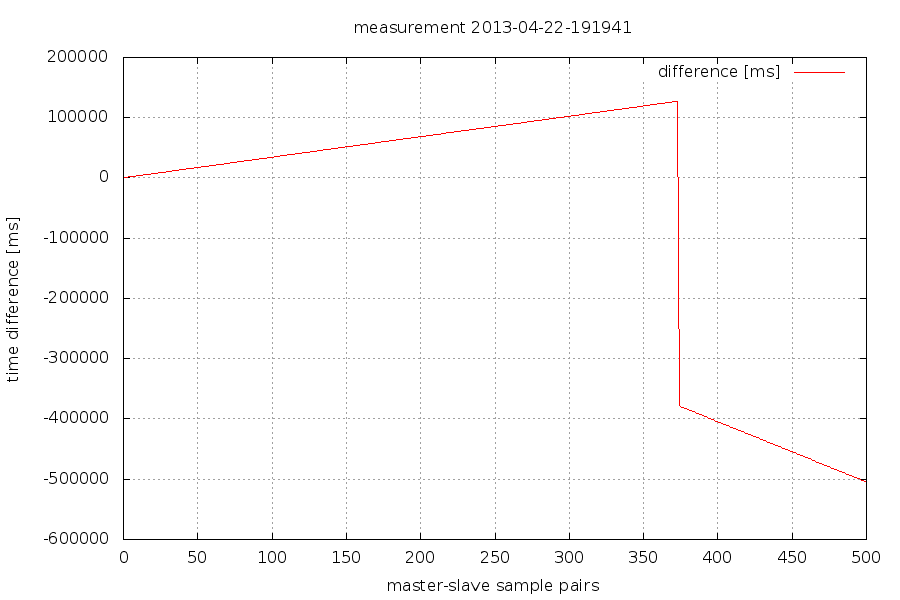 measurement 2013-04-22-191941
difference [ms]
200000
100000
0
-100000
-200000
-300000
-400000
-500000
-600000
time difference [ms]
0 50 100 150 200 250 300 350 400 450 500
master-slave sample pairs